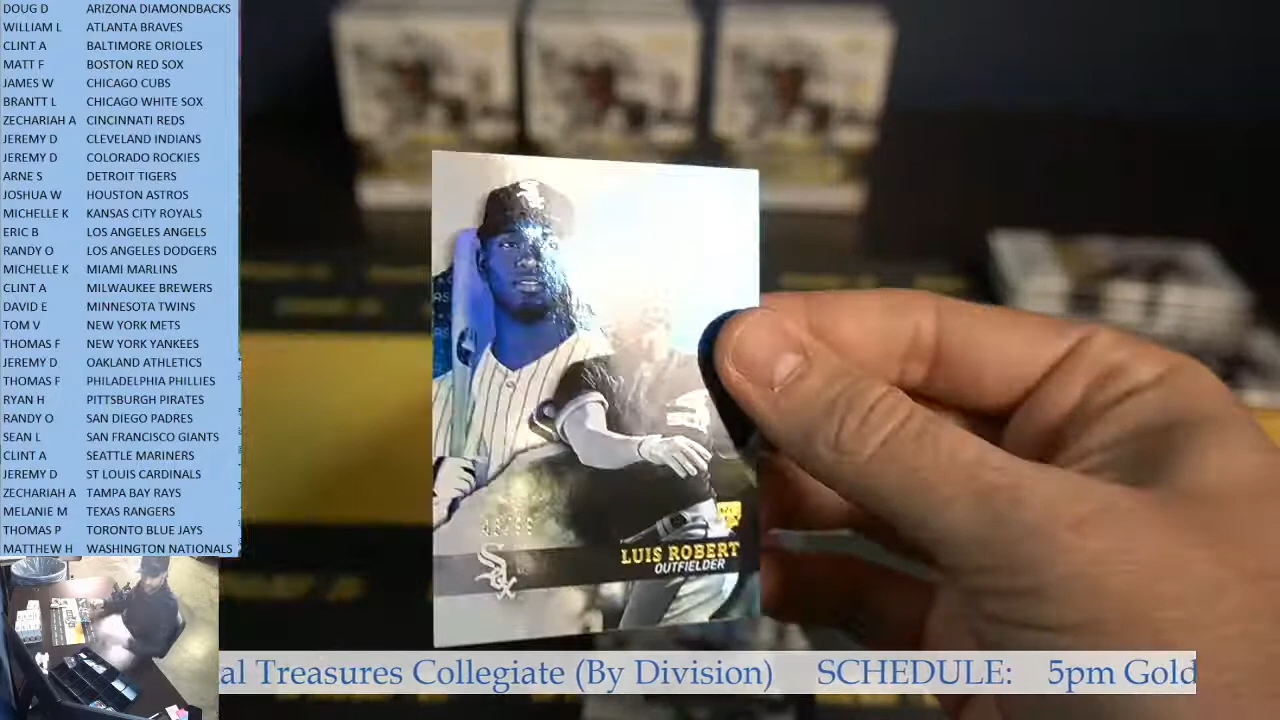 DOUG D ARIZONA DIAMONDBACKS
WILLIAM L ATLANTA BRAVES
CLINT A BALTIMORE ORIOLES
MATT F BOSTON RED SOX
JAMES W CHICAGO CUBS
BRANTT L CHICAGO WHITE SOX
ZECHARIAH A CINCINNATI REDS
JEREMY D CLEVELAND INDIANS
JEREMY D COLORADO ROCKIES
ARNE S DETROIT TIGERS
JOSHUA W HOUSTON ASTROS
MICHELLE K KANSAS CITY ROYALS
ERIC B LOS ANGELES ANGELS
RANDY O LOS ANGELES DODGERS
MICHELLE K MIAMI MARLINS
CLINT A MILWAUKEE BREWERS
DAVID E MINNESOTA TWINS
TOM V NEW YORK METS
THOMAS F NEW YORK YANKEES
JEREMY D OAKLAND ATHLETICS
THOMAS F PHILADELPHIA PHILLIES
RYAN H PITTSBURGH PIRATES
RANDY O SAN DIEGO PADRES
SEAN L SAN FRANCISCO GIANTS
CLINT A SEATTLE MARINERS
JEREMY D ST LOUIS CARDINALS
ZECHARIAH A TAMPA BAY RAYS
MELANIE M TEXAS RANGERS
THOMAS P TORONTO BLUE JAYS
MATTHEW H WASHINGTON NATIONALS
LUIS ROBERT
OUTFIELDER
Sox
al Treasures Collegiate (By Division) SCHEDULE: 5pm Gold